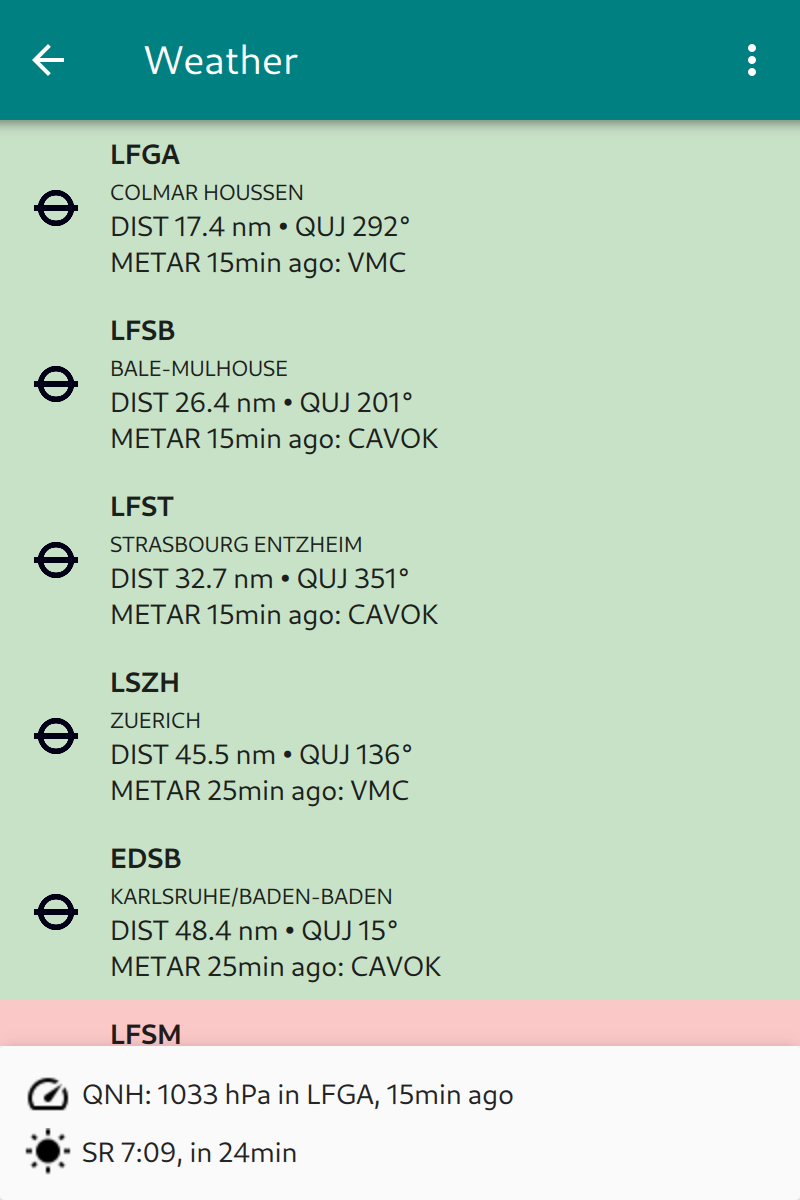 Weather
LFGA
COLMAR HOUSSEN
DIST 17.4 nm • QUJ 292°
METAR 15min ago: VMC
LFSB
BALE-MULHOUSE
DIST 26.4 nm • QUJ 201°
METAR 15min ago: CAVOK
LFST
STRASBOURG ENTZHEIM
DIST 32.7 nm • QUJ 351°
METAR 15min ago: CAVOK
LSZH
ZUERICH
DIST 45.5 nm • QUJ 136°
METAR 25min ago: VMC
EDSB
KARLSRUHE/BADEN-BADEN
DIST 48.4 nm • QUJ 15°
METAR 25min ago: CAVOK
LFSM
QNH: 1033 hPa in LFGA, 15min ago
SR 7:09, in 24min